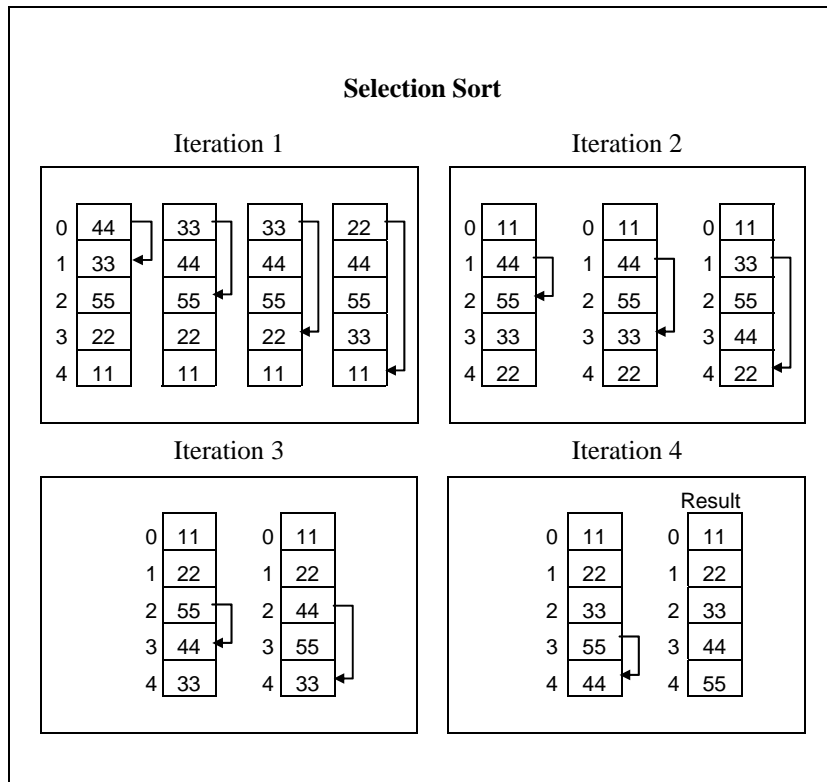 Selection Sort
Iteration 1
0 44 33 33 22
1 33 44 44 44
2 55 55 55 55
3 22 22 22 33
4 11 11 11 11
Iteration 2
0 11 0 11 0 11
1 44 1 44 1 33
2 55 2 55 2 55
3 33 3 33 3 44
4 22 4 22 4 22
Iteration 3
0 11 0 11
1 22 1 22
2 55 2 44
3 44 3 55
4 33 4 33
Iteration 4
Result
0 11 0 11
1 22 1 22
2 33 2 33
3 55 3 44
4 44 4 55